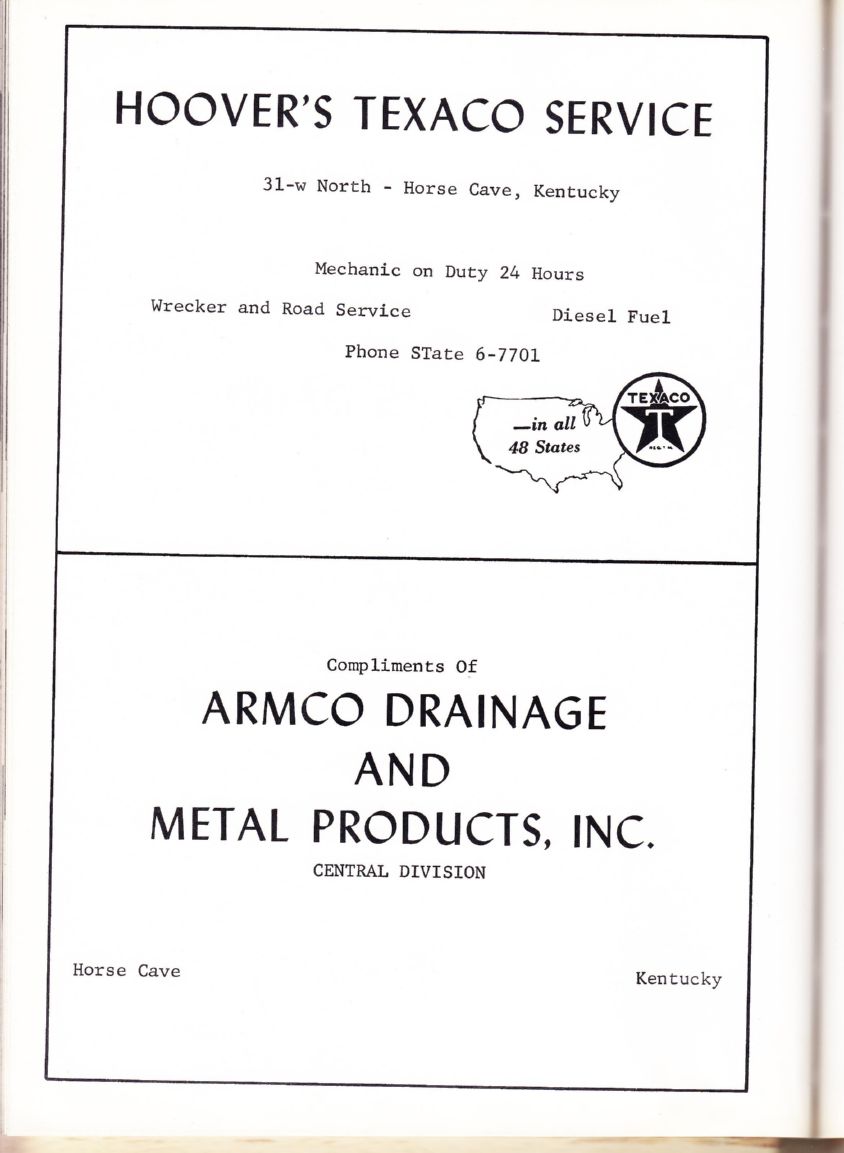 HOOVER'S TEXACO SERVICE
31-w North - Horse Cave, Kentucky
Mechanic on Duty 24 Hours
Wrecker and Road Service Diesel Fuel
Phone STate 6-7701
TEXACO
T
—in all
48 States
Compliments Of
ARMCO DRAINAGE
AND
METAL PRODUCTS, INC.
CENTRAL DIVISION
Horse Cave Kentucky